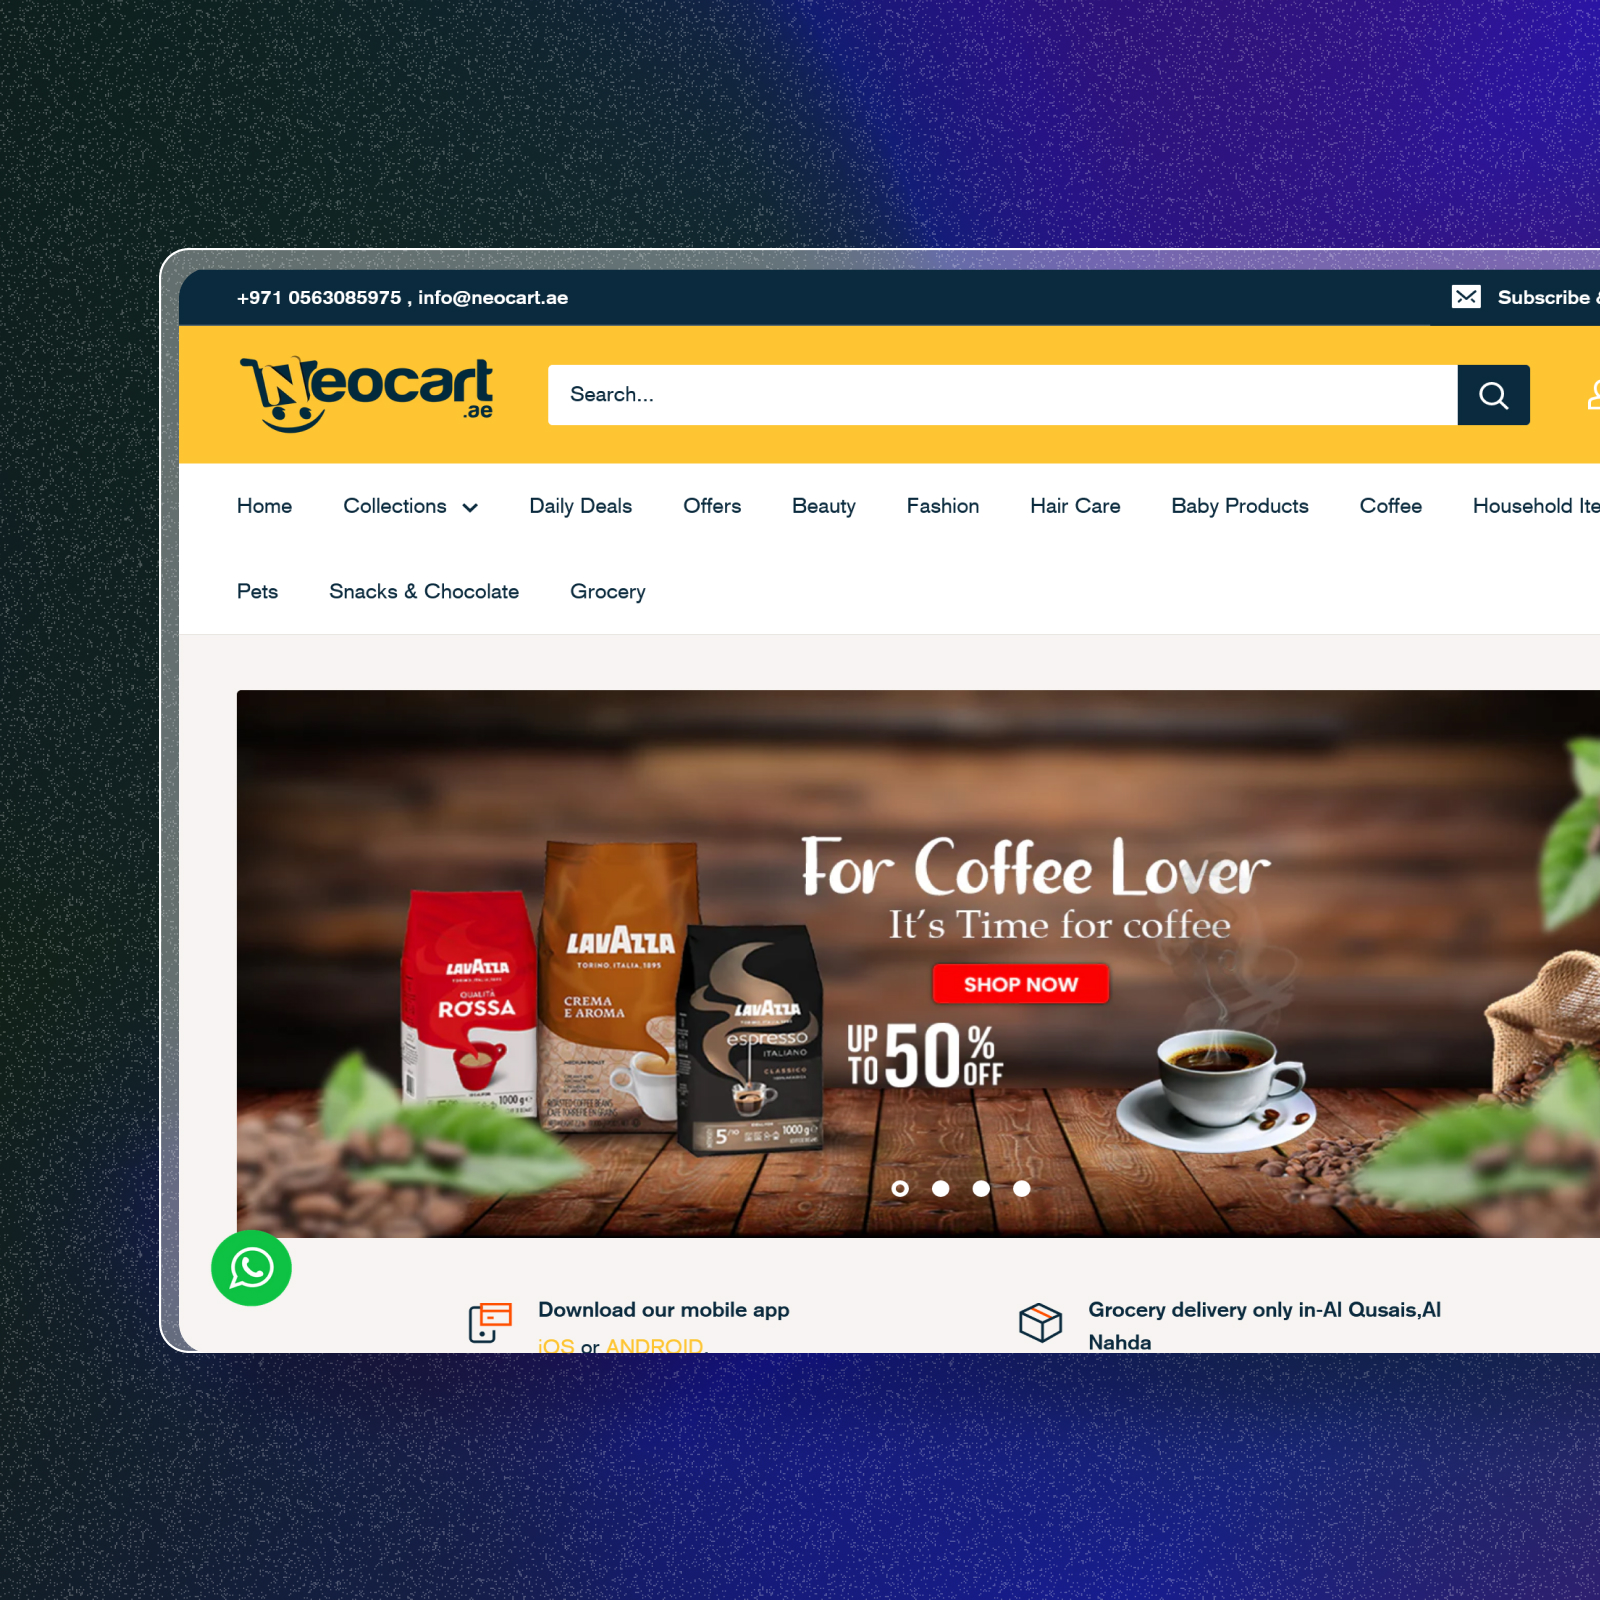 +971 0563085975 , info@neocart.ae
Subscribe &
Neocart
.ae
Search...
Home Collections Daily Deals Offers Beauty Fashion Hair Care Baby Products Coffee Household Ite
Pets Snacks & Chocolate Grocery
For Coffee Lover
It's Time for coffee
SHOP NOW
UP TO 50% OFF
LAVAZZA
TORINO, ITALIA, 1895
CREMA
E AROMA
LAVAZZA
QUALITÀ
ROSSA
1000 g e
LAVAZZA
espresso
ITALIANO
CLASSICO
5/10
1000 g e
Download our mobile app
iOS or ANDROID.
Grocery delivery only in-Al Qusais,Al
Nahda